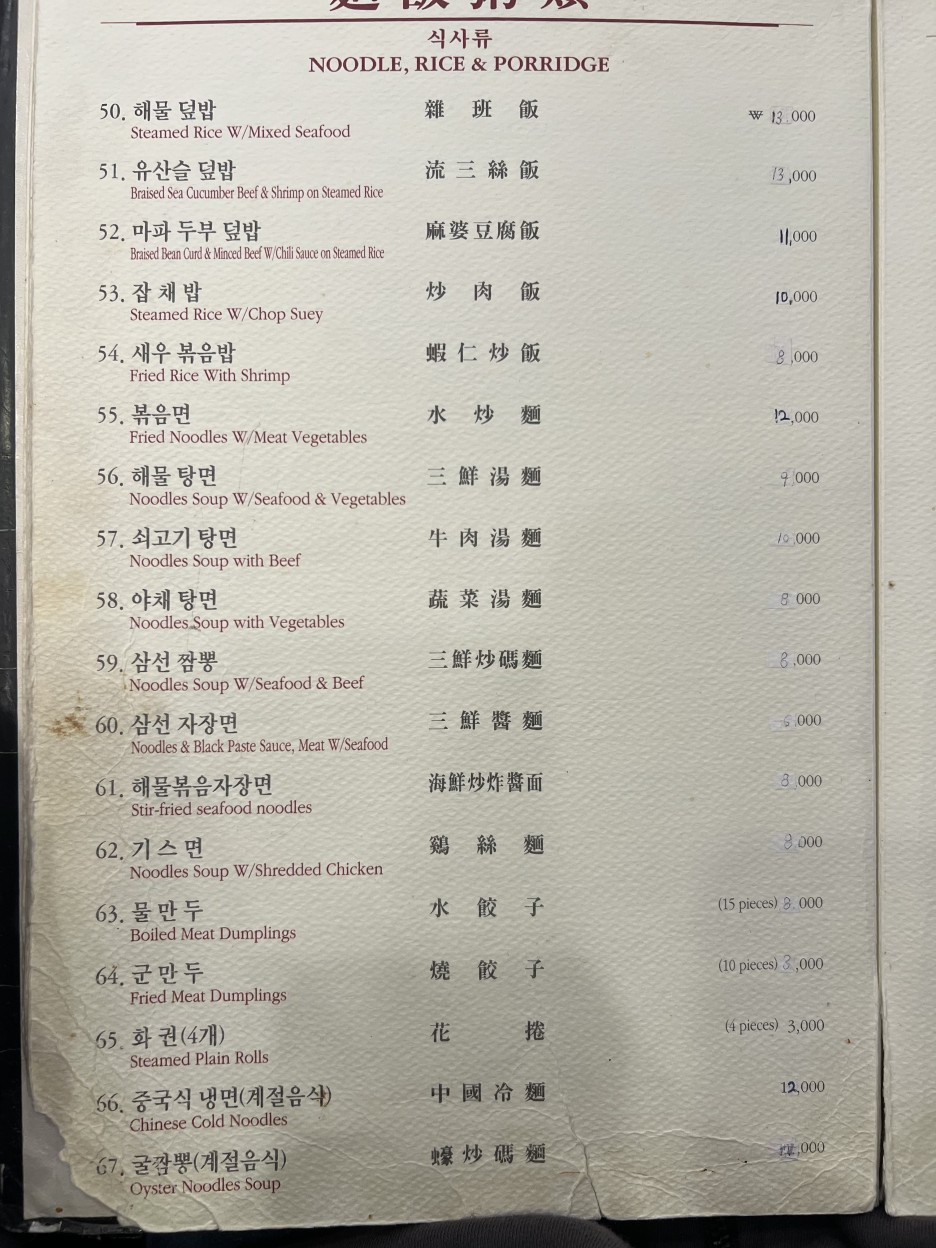 식사류
NOODLE, RICE & PORRIDGE
50. 해물 덮밥 雜班飯 ₩ 13,000
Steamed Rice W/Mixed Seafood
51. 유산슬 덮밥 流三絲飯 13,000
Braised Sea Cucumber Beef & Shrimp on Steamed Rice
52. 마파 두부 덮밥 麻婆豆腐飯 11,000
Braised Bean Curd & Minced Beef W/Chili Sauce on Steamed Rice
53. 잡채밥 炒肉飯 10,000
Steamed Rice W/Chop Suey
54. 새우 볶음밥 蝦仁炒飯 8,000
Fried Rice With Shrimp
55. 볶음면 水炒麵 12,000
Fried Noodles W/Meat Vegetables
56. 해물 탕면 三鮮湯麵 9,000
Noodles Soup W/Seafood & Vegetables
57. 쇠고기 탕면 牛肉湯麵 10,000
Noodles Soup with Beef
58. 야채 탕면 蔬菜湯麵 8,000
Noodles Soup with Vegetables
59. 삼선 짬뽕 三鮮炒碼麵 8,000
Noodles Soup W/Seafood & Beef
60. 삼선 자장면 三鮮醬麵 6,000
Noodles & Black Paste Sauce, Meat W/Seafood
61. 해물볶음자장면 海鮮炒炸醬面 8,000
Stir-fried seafood noodles
62. 기스면 鷄絲麵 8,000
Noodles Soup W/Shredded Chicken
63. 물만두 水餃子 (15 pieces) 8,000
Boiled Meat Dumplings
64. 군만두 燒餃子 (10 pieces) 8,000
Fried Meat Dumplings
65. 화권(4개) 花捲 (4 pieces) 3,000
Steamed Plain Rolls
66. 중국식 냉면(계절음식) 中國冷麵 12,000
Chinese Cold Noodles
67. 굴짬뽕(계절음식) 蠔炒碼麵 ,000
Oyster Noodles Soup